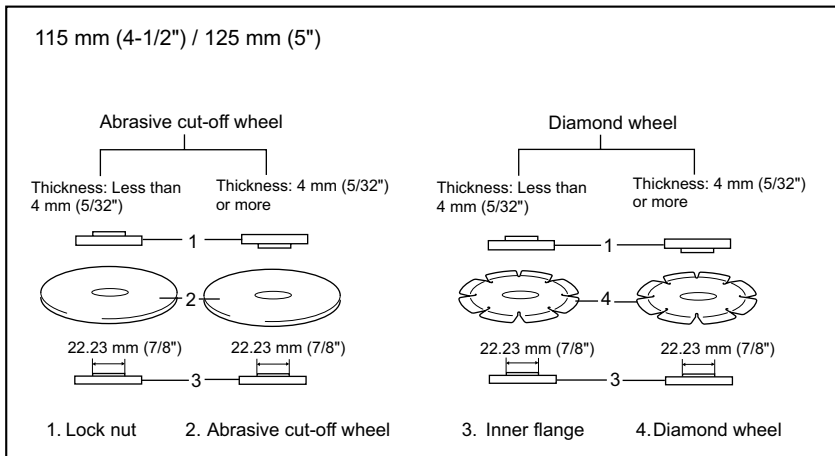 115 mm (4-1/2") / 125 mm (5")
Abrasive cut-off wheel
Diamond wheel
Thickness: Less than
4 mm (5/32")
Thickness: 4 mm (5/32")
or more
Thickness: Less than
4 mm (5/32")
Thickness: 4 mm (5/32")
or more
1
1
2
4
22.23 mm (7/8")
22.23 mm (7/8")
22.23 mm (7/8")
22.23 mm (7/8")
3
3
1. Lock nut
2. Abrasive cut-off wheel
3. Inner flange
4.Diamond wheel